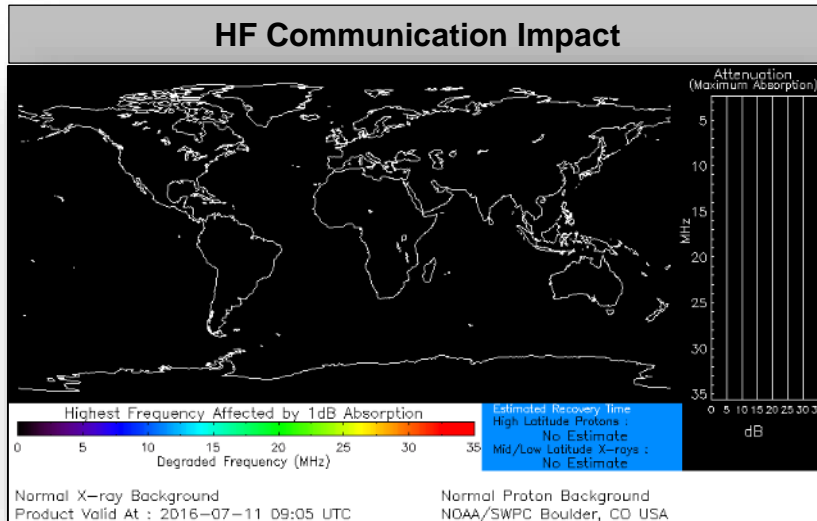 HF Communication Impact
Attenuation
(Maximum Absorption)
5
10
15
20
25
30
35
MHz
0 5 10 15 20 25 30 3
dB
Highest Frequency Affected by 1dB Absorption
0 5 10 15 20 25 30 35
Degraded Frequency (MHz)
Estimated Recovery Time
High Latitude Protons :
No Estimate
Mid/Low Latitude X-rays :
No Estimate
Normal X-ray Background
Product Valid At : 2016-07-11 09:05 UTC
Normal Proton Background
NOAA/SWPC Boulder, CO USA